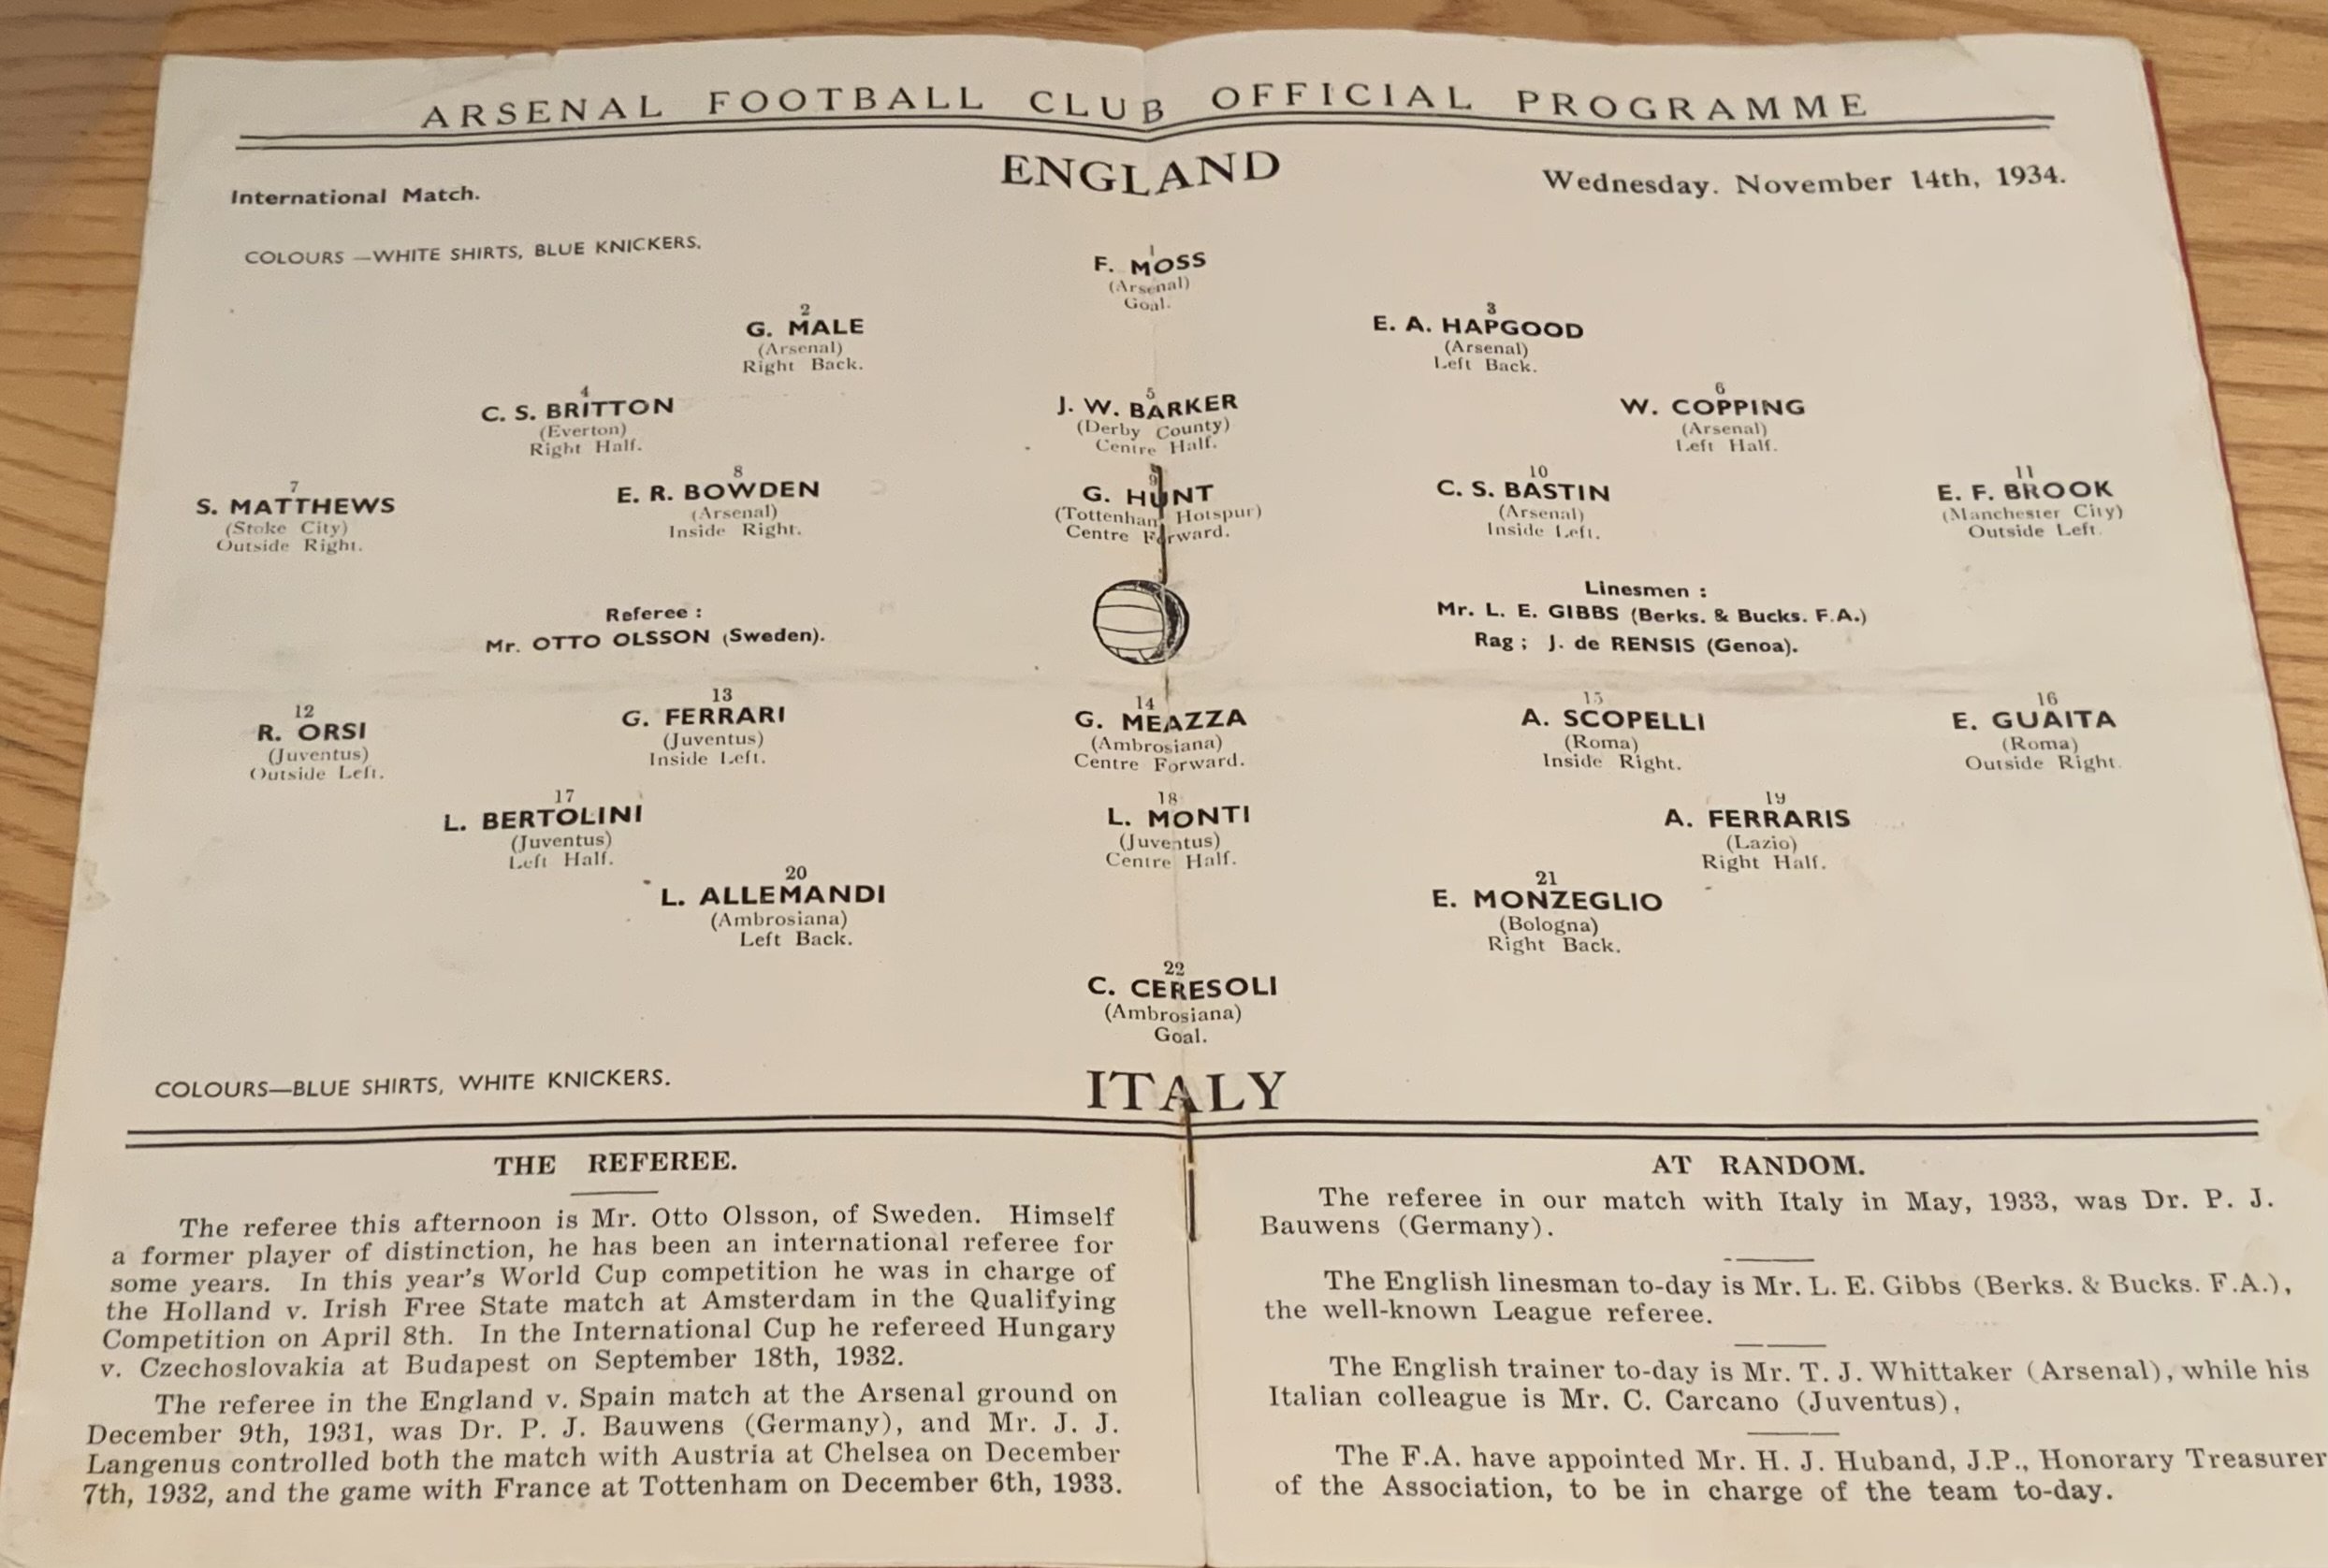 ARSENAL FOOTBALL CLUB OFFICIAL PROGRAMME
ENGLAND
International Match.
Wednesday. November 14th, 1934.
COLOURS —WHITE SHIRTS, BLUE KNICKERS.
1
F. MOSS
(Arsenal)
Goal.
2
G. MALE
(Arsenal)
Right Back.
3
E. A. HAPGOOD
(Arsenal)
Left Back.
4
C. S. BRITTON
(Everton)
Right Half.
5
J. W. BARKER
(Derby County)
Centre Half.
6
W. COPPING
(Arsenal)
Left Half.
7
S. MATTHEWS
(Stoke City)
Outside Right.
8
E. R. BOWDEN
(Arsenal)
Inside Right.
9
G. HUNT
(Tottenham Hotspur)
Centre Forward.
10
C. S. BASTIN
(Arsenal)
Inside Left.
11
E. F. BROOK
(Manchester City)
Outside Left.
Referee :
Mr. OTTO OLSSON (Sweden).
Linesmen :
Mr. L. E. GIBBS (Berks. & Bucks. F.A.)
Rag ; J. de RENSIS (Genoa).
12
R. ORSI
(Juventus)
Outside Left.
13
G. FERRARI
(Juventus)
Inside Left.
14
G. MEAZZA
(Ambrosiana)
Centre Forward.
15
A. SCOPELLI
(Roma)
Inside Right.
16
E. GUAITA
(Roma)
Outside Right.
17
L. BERTOLINI
(Juventus)
Left Half.
18
L. MONTI
(Juventus)
Centre Half.
19
A. FERRARIS
(Lazio)
Right Half.
20
L. ALLEMANDI
(Ambrosiana)
Left Back.
21
E. MONZEGLIO
(Bologna)
Right Back.
22
C. CERESOLI
(Ambrosiana)
Goal.
COLOURS—BLUE SHIRTS, WHITE KNICKERS.
ITALY
THE REFEREE.
The referee this afternoon is Mr. Otto Olsson, of Sweden. Himself
a former player of distinction, he has been an international referee for
some years. In this year's World Cup competition he was in charge of
the Holland v. Irish Free State match at Amsterdam in the Qualifying
Competition on April 8th. In the International Cup he refereed Hungary
v. Czechoslovakia at Budapest on September 18th, 1932.
The referee in the England v. Spain match at the Arsenal ground on
December 9th, 1931, was Dr. P. J. Bauwens (Germany), and Mr. J. J.
Langenus controlled both the match with Austria at Chelsea on December
7th, 1932, and the game with France at Tottenham on December 6th, 1933.
AT RANDOM.
The referee in our match with Italy in May, 1933, was Dr. P. J.
Bauwens (Germany).
The English linesman to-day is Mr. L. E. Gibbs (Berks. & Bucks. F.A.),
the well-known League referee.
The English trainer to-day is Mr. T. J. Whittaker (Arsenal), while his
Italian colleague is Mr. C. Carcano (Juventus),
The F.A. have appointed Mr. H. J. Huband, J.P., Honorary Treasurer
of the Association, to be in charge of the team to-day.